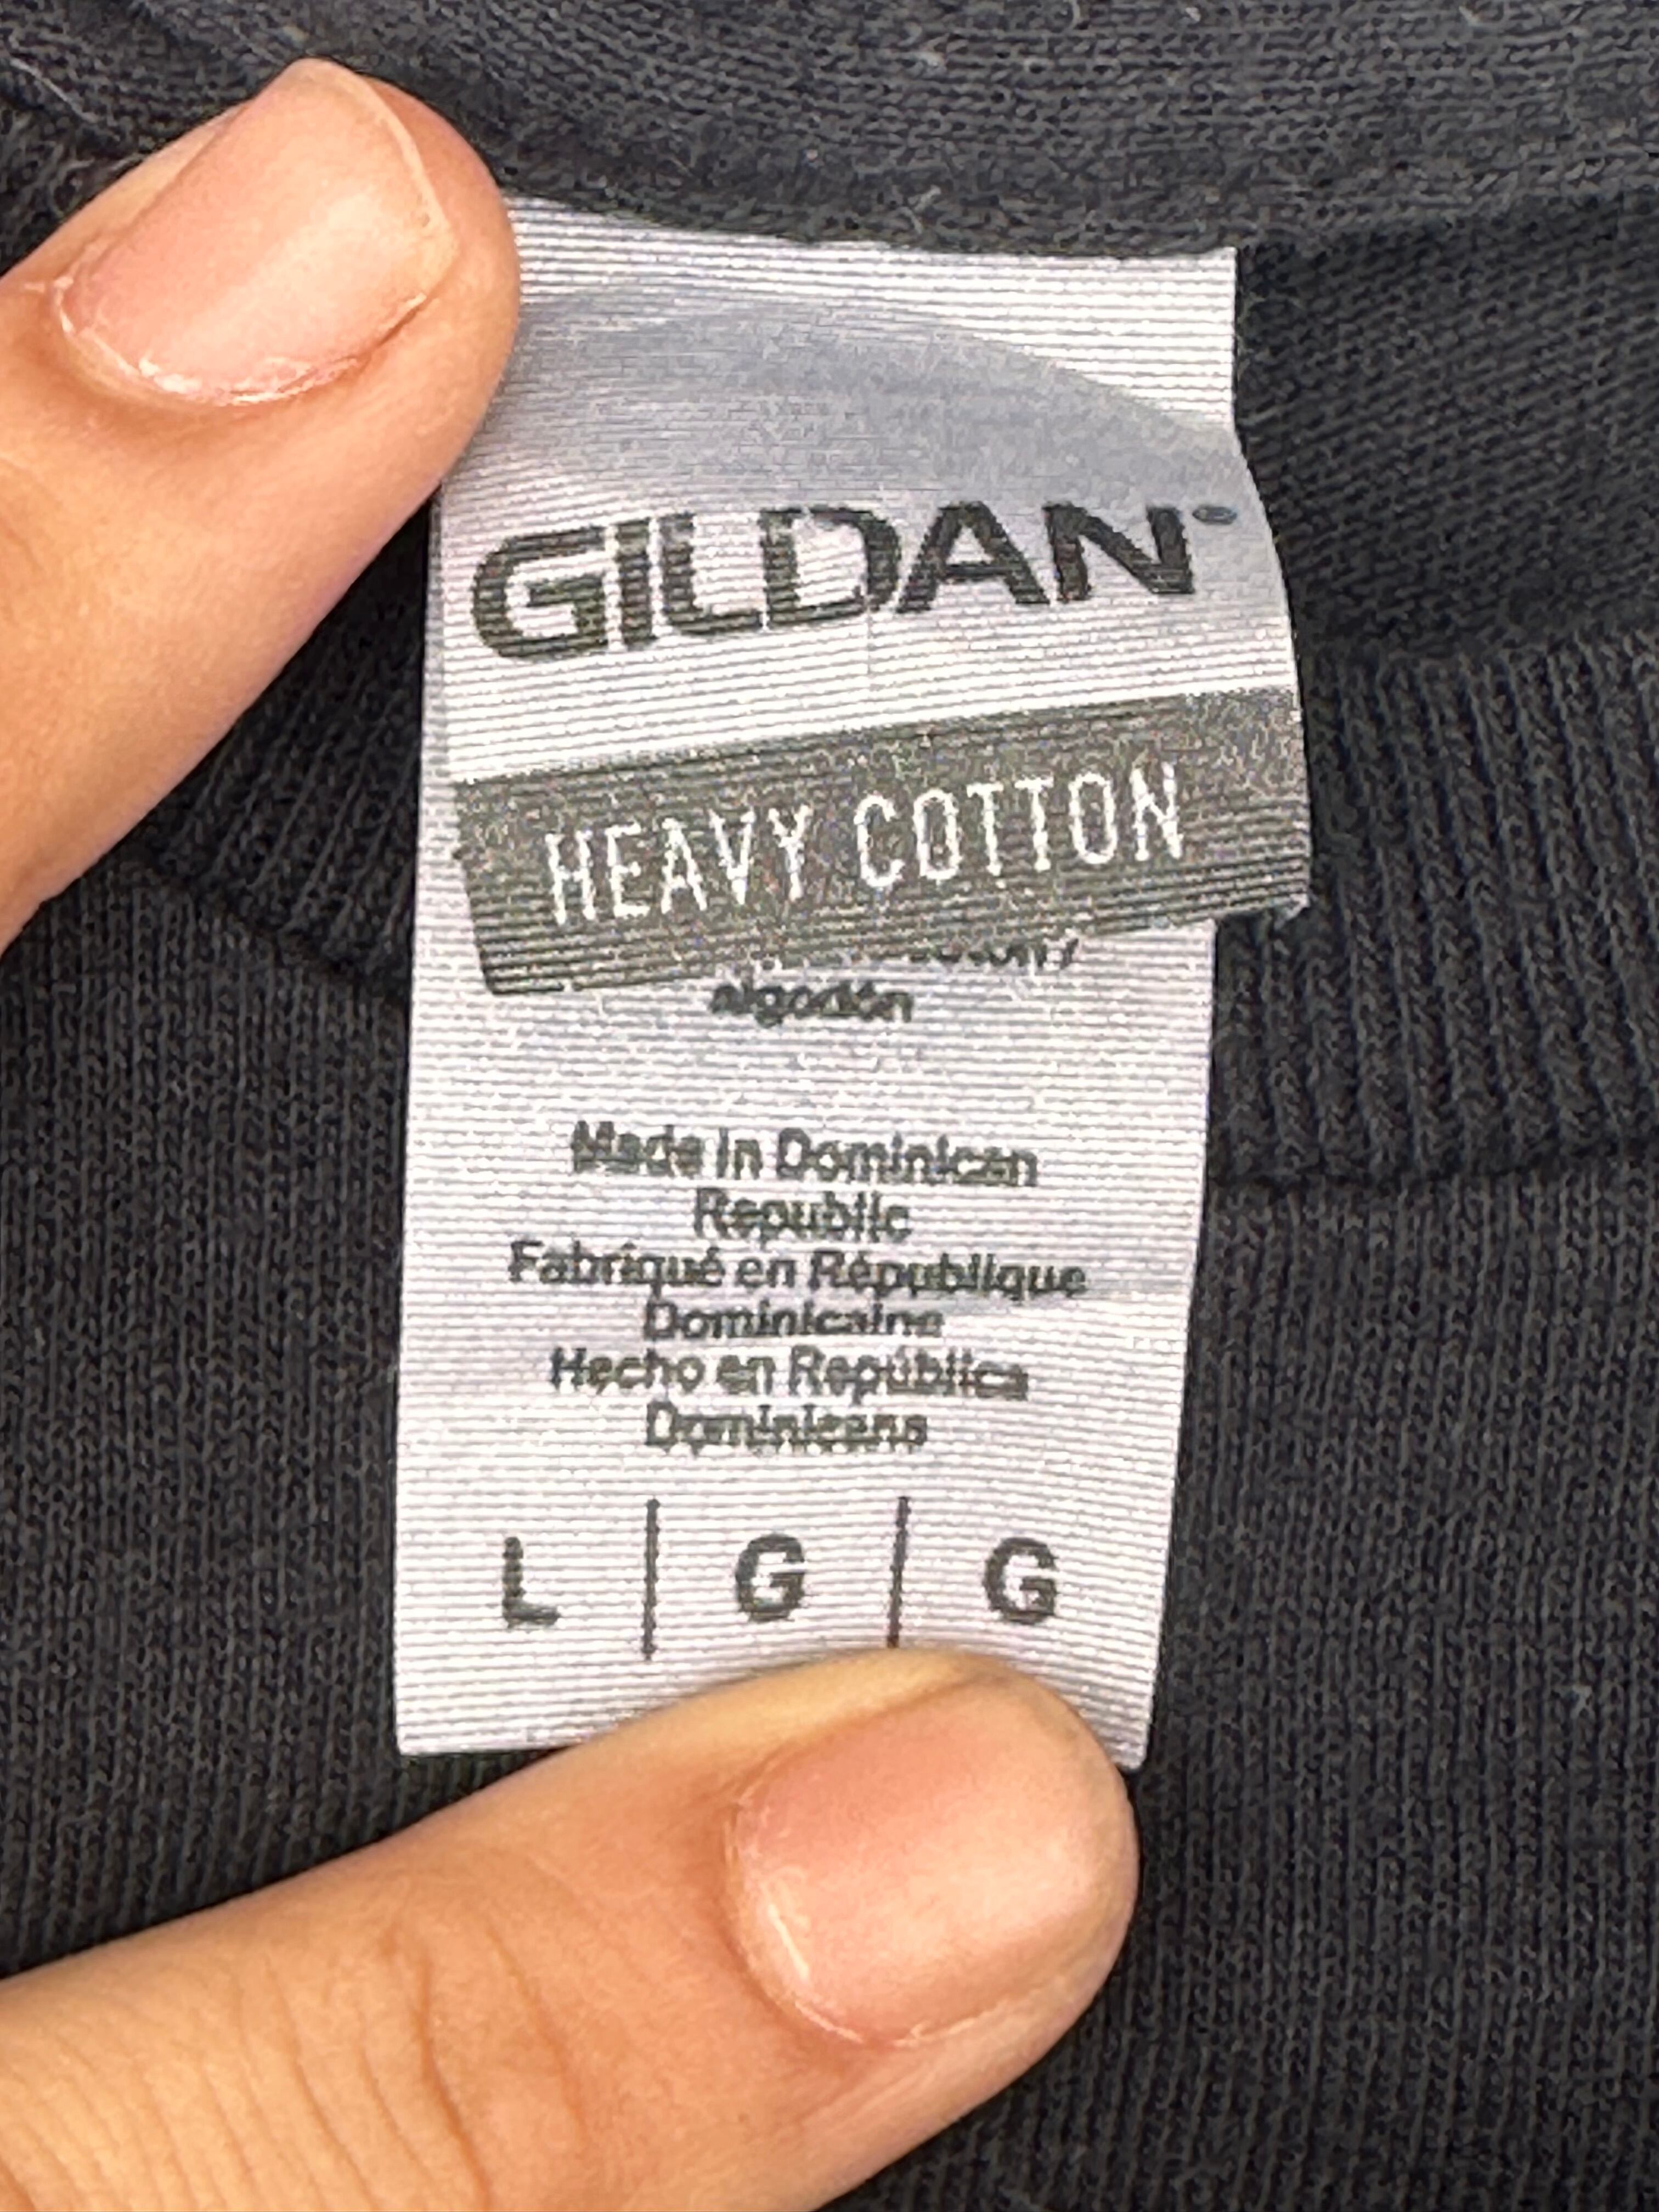 GILDAN
HEAVY COTTON
algodón
Made in Dominican
Republic
Fabriqué en République
Dominicaine
Hecho en República
Dominicana
L | G | G